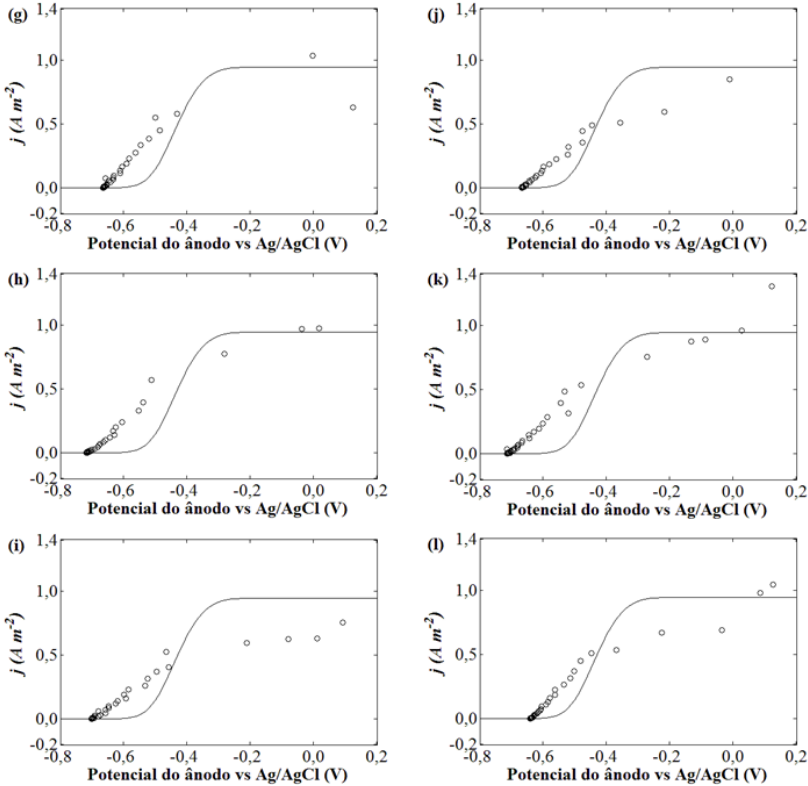 (g)
1,4
1,0
0,5
0,0
-0,2
j (A m-2)
-0,8 -0,6 -0,4 -0,2 0,0 0,2
Potencial do ânodo vs Ag/AgCl (V)
(j)
1,4
1,0
0,5
0,0
-0,2
j (A m-2)
-0,8 -0,6 -0,4 -0,2 0,0 0,2
Potencial do ânodo vs Ag/AgCl (V)
(h)
1,4
1,0
0,5
0,0
-0,2
j (A m-2)
-0,8 -0,6 -0,4 -0,2 0,0 0,2
Potencial do ânodo vs Ag/AgCl (V)
(k)
1,4
1,0
0,5
0,0
-0,2
j (A m-2)
-0,8 -0,6 -0,4 -0,2 0,0 0,2
Potencial do ânodo vs Ag/AgCl (V)
(i)
1,4
1,0
0,5
0,0
-0,2
j (A m-2)
-0,8 -0,6 -0,4 -0,2 0,0 0,2
Potencial do ânodo vs Ag/AgCl (V)
(l)
1,4
1,0
0,5
0,0
-0,2
j (A m-2)
-0,8 -0,6 -0,4 -0,2 0,0 0,2
Potencial do ânodo vs Ag/AgCl (V)